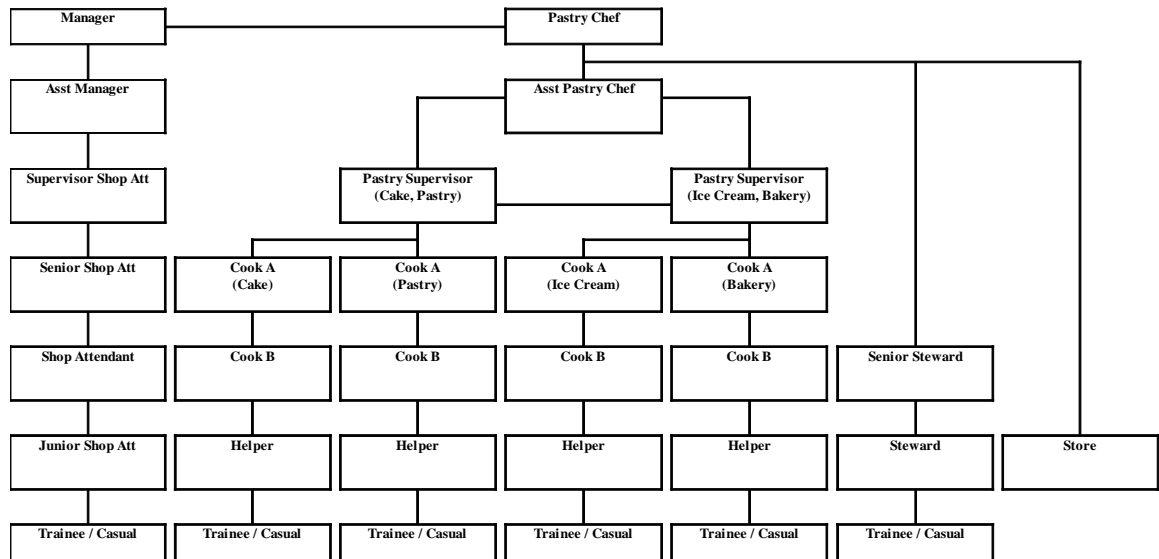 Manager
Pastry Chef
Asst Manager
Asst Pastry Chef
Supervisor Shop Att
Pastry Supervisor
(Cake, Pastry)
Pastry Supervisor
(Ice Cream, Bakery)
Senior Shop Att
Cook A
(Cake)
Cook A
(Pastry)
Cook A
(Ice Cream)
Cook A
(Bakery)
Shop Attendant
Cook B
Cook B
Cook B
Cook B
Senior Steward
Junior Shop Att
Helper
Helper
Helper
Helper
Steward
Store
Trainee / Casual
Trainee / Casual
Trainee / Casual
Trainee / Casual
Trainee / Casual
Trainee / Casual